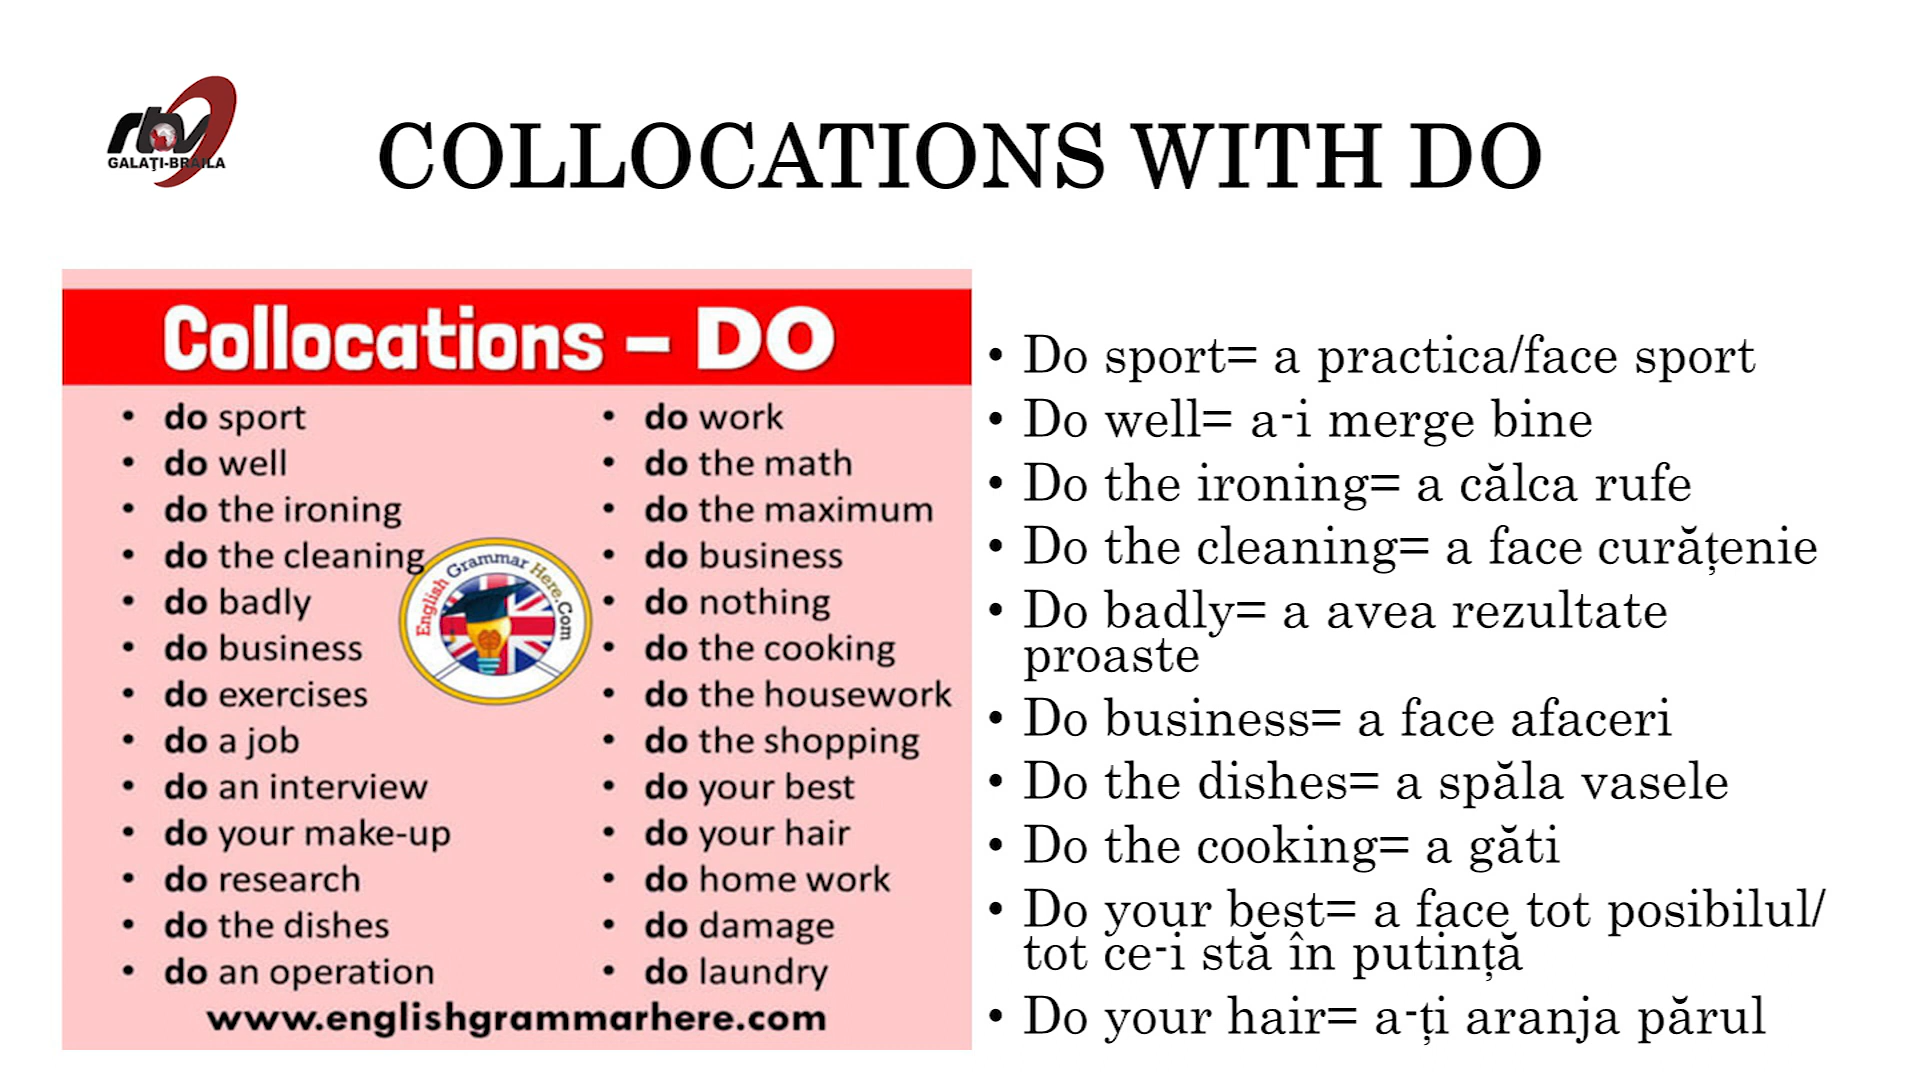 rtv
GALAŢI-BRĂILA
COLLOCATIONS WITH DO
Collocations – DO
• do sport
• do well
• do the ironing
• do the cleaning
• do badly
• do business
• do exercises
• do a job
• do an interview
• do your make-up
• do research
• do the dishes
• do an operation
English Grammar Here.Com
• do work
• do the math
• do the maximum
• do business
• do nothing
• do the cooking
• do the housework
• do the shopping
• do your best
• do your hair
• do home work
• do damage
• do laundry
www.englishgrammarhere.com
• Do sport= a practica/face sport
• Do well= a-i merge bine
• Do the ironing= a călca rufe
• Do the cleaning= a face curățenie
• Do badly= a avea rezultate
proaste
• Do business= a face afaceri
• Do the dishes= a spăla vasele
• Do the cooking= a găti
• Do your best= a face tot posibilul/
tot ce-i stă în putință
• Do your hair= a-ți aranja părul